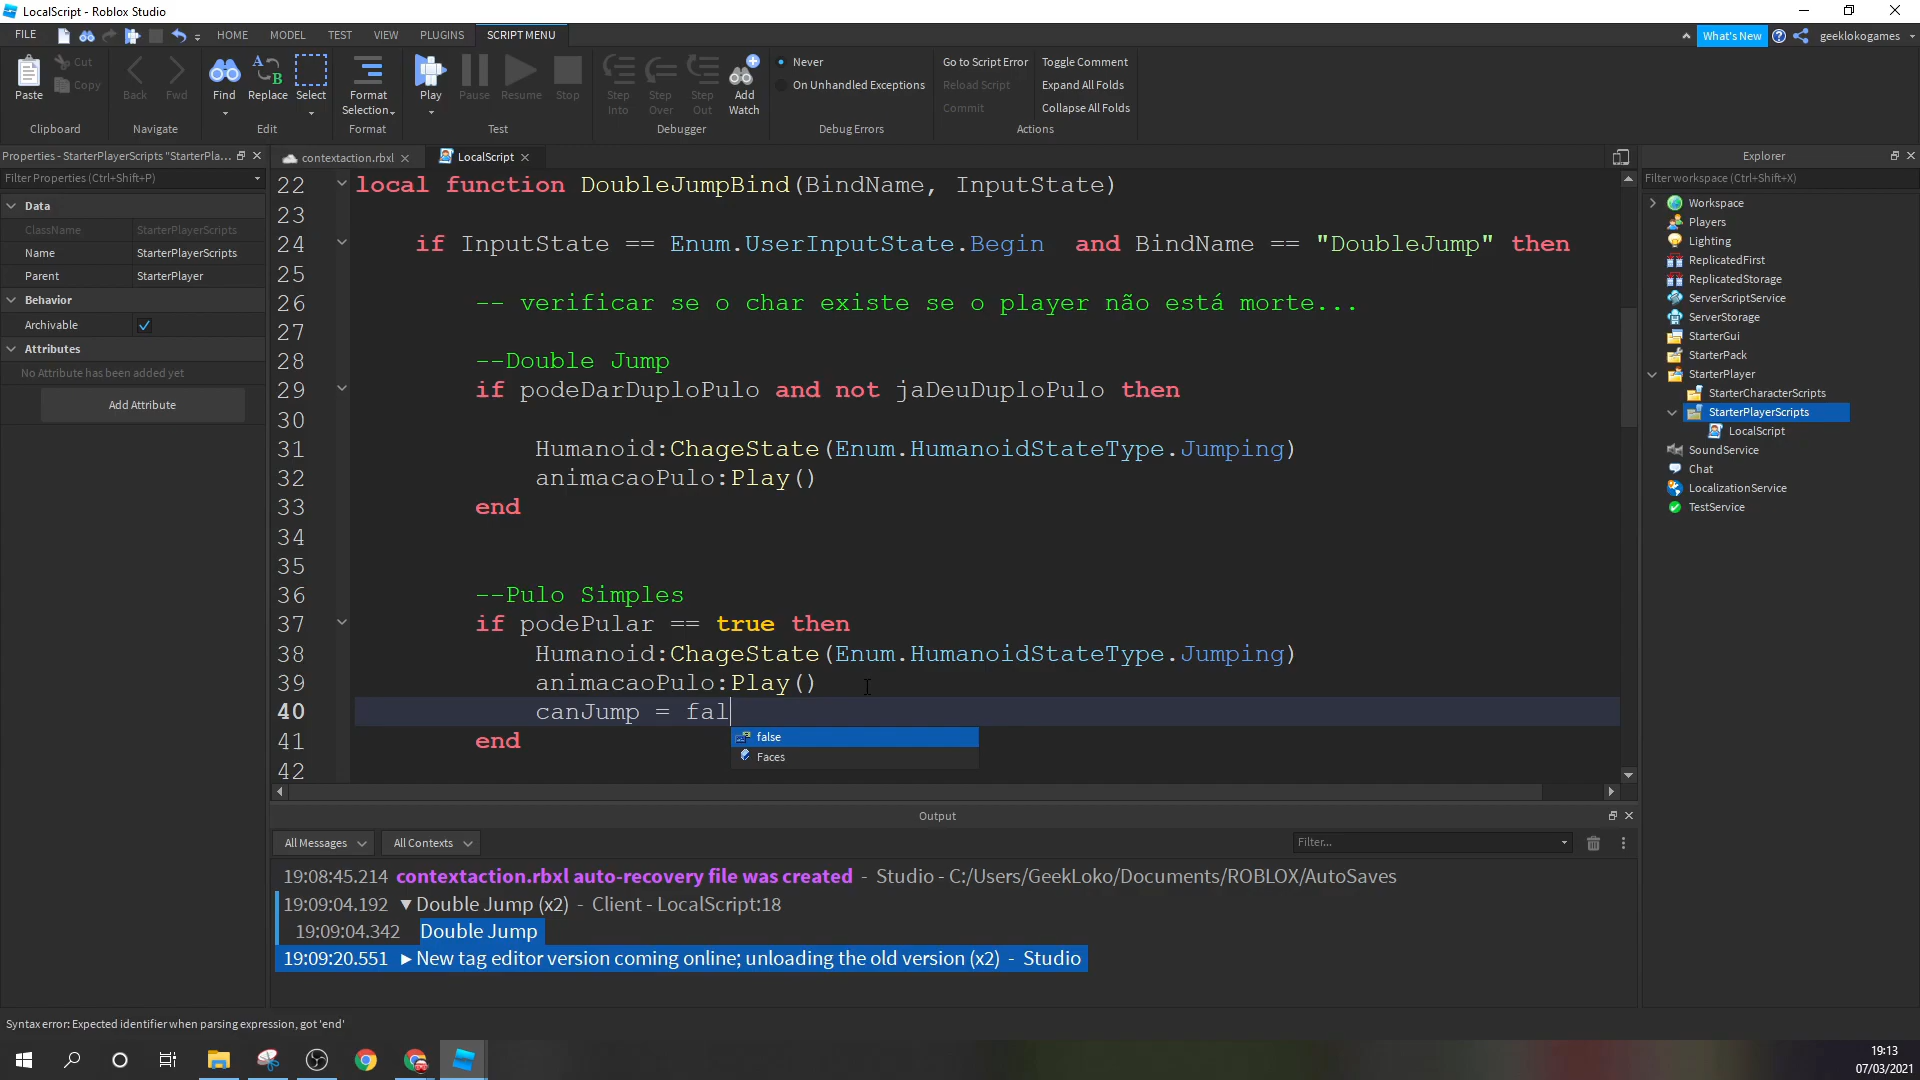 LocalScript - Roblox Studio
FILE HOME MODEL TEST VIEW PLUGINS SCRIPT MENU What's New geeklokogames
Paste Cut Copy Back Fwd Find Replace Select Format Selection Play Pause Resume Stop Step Into Step Over Step Out Add Watch
Never Go to Script Error Toggle Comment
On Unhandled Exceptions Reload Script Expand All Folds
Commit Collapse All Folds
Clipboard Navigate Edit Format Test Debugger Debug Errors Actions
Properties - StarterPlayerScripts "StarterPla...
Filter Properties (Ctrl+Shift+P)
Data
ClassName StarterPlayerScripts
Name StarterPlayerScripts
Parent StarterPlayer
Behavior
Archivable
Attributes
No Attribute has been added yet
Add Attribute
contextaction.rbxl LocalScript
22 local function DoubleJumpBind(BindName, InputState)
23
24 if InputState == Enum.UserInputState.Begin and BindName == "DoubleJump" then
25
26 -- verificar se o char existe se o player não está morte...
27
28 --Double Jump
29 if podeDarDuploPulo and not jaDeuDuploPulo then
30
31 Humanoid:ChageState(Enum.HumanoidStateType.Jumping)
32 animacaoPulo:Play()
33 end
34
35
36 --Pulo Simples
37 if podePular == true then
38 Humanoid:ChageState(Enum.HumanoidStateType.Jumping)
39 animacaoPulo:Play()
40 canJump = fal
false
41 end
Faces
42
Explorer
Filter workspace (Ctrl+Shift+X)
Workspace
Players
Lighting
ReplicatedFirst
ReplicatedStorage
ServerScriptService
ServerStorage
StarterGui
StarterPack
StarterPlayer
StarterCharacterScripts
StarterPlayerScripts
LocalScript
SoundService
Chat
LocalizationService
TestService
Output
All Messages All Contexts Filter...
19:08:45.214 contextaction.rbxl auto-recovery file was created - Studio - C:/Users/GeekLoko/Documents/ROBLOX/AutoSaves
19:09:04.192 Double Jump (x2) - Client - LocalScript:18
19:09:04.342 Double Jump
19:09:20.551 New tag editor version coming online; unloading the old version (x2) - Studio
Syntax error: Expected identifier when parsing expression, got 'end'
19:13
07/03/2021